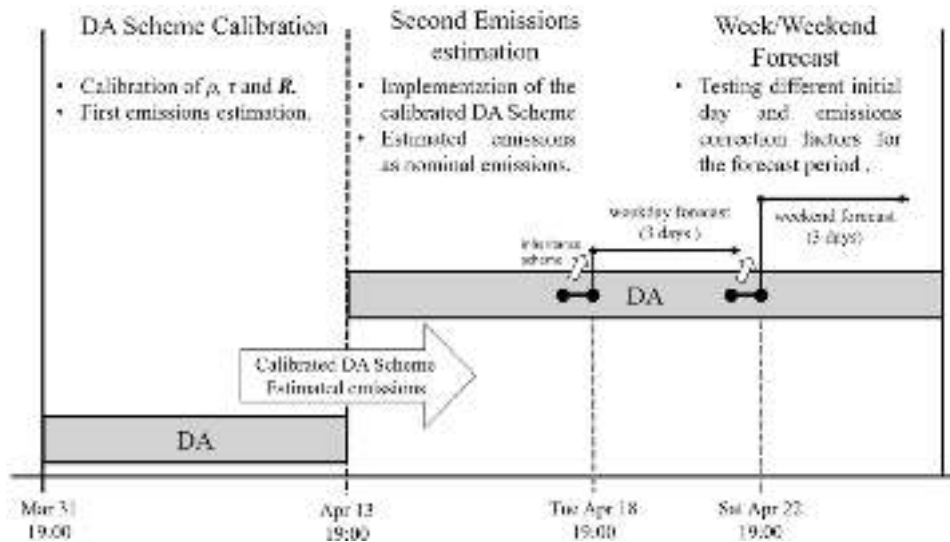 DA Scheme Calibration
• Calibration of ρ, τ and R.
• First emissions estimation.
Second Emissions
estimation
• Implementation of the
calibrated DA Scheme
• Estimated emissions
as nominal emissions.
Week/Weekend
Forecast
• Testing different initial
day and emissions
correction factors for
the forecast period .
inheritance
scheme
weekday forecast
(3 days )
weekend forecast
(3 days)
DA
Calibrated DA Scheme
Estimated emissions
DA
Mar 31
19:00
Apr 13
19:00
Tue Apr 18
19:00
Sat Apr 22
19:00